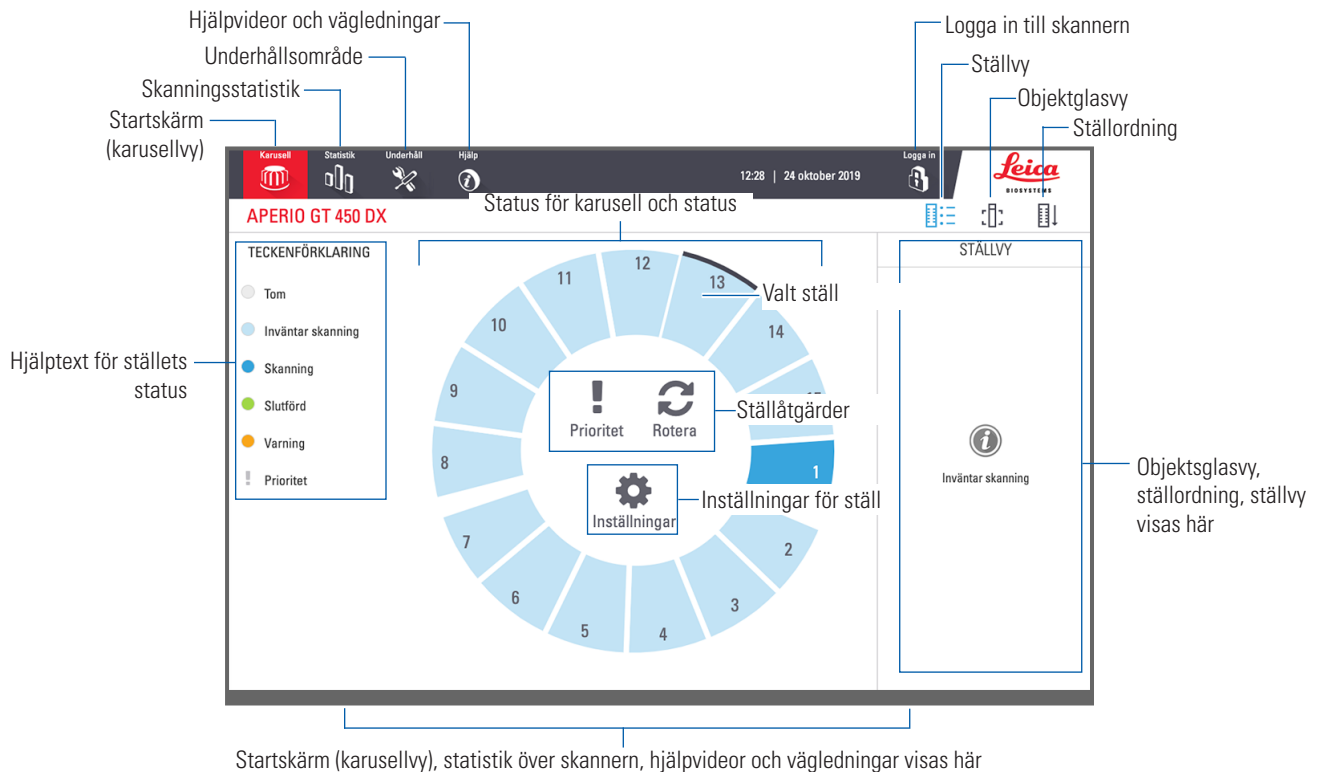 Hjälpvideor och vägledningar
Underhållsområde
Skanningsstatistik
Startskärm
(karusellvy)
Logga in till skannern
Ställvy
Objektglasvy
Ställordning
Karusell
Statistik
Underhåll
Hjälp
12:28 | 24 oktober 2019
Logga in
Leica
BIOSYSTEMS
APERIO GT 450 DX
Status för karusell och status
TECKENFÖRKLARING
Tom
Inväntar skanning
Skanning
Slutförd
Varning
! Prioritet
Hjälptext för ställets
status
11
12
13
Valt ställ
10
14
9
8
1
7
2
6
3
5
4
!
Prioritet
Rotera
Ställåtgärder
Inställningar
Inställningar för ställ
STÄLLVY
i
Inväntar skanning
Objektsglasvy,
ställordning, ställvy
visas här
Startskärm (karusellvy), statistik över skannern, hjälpvideor och vägledningar visas här